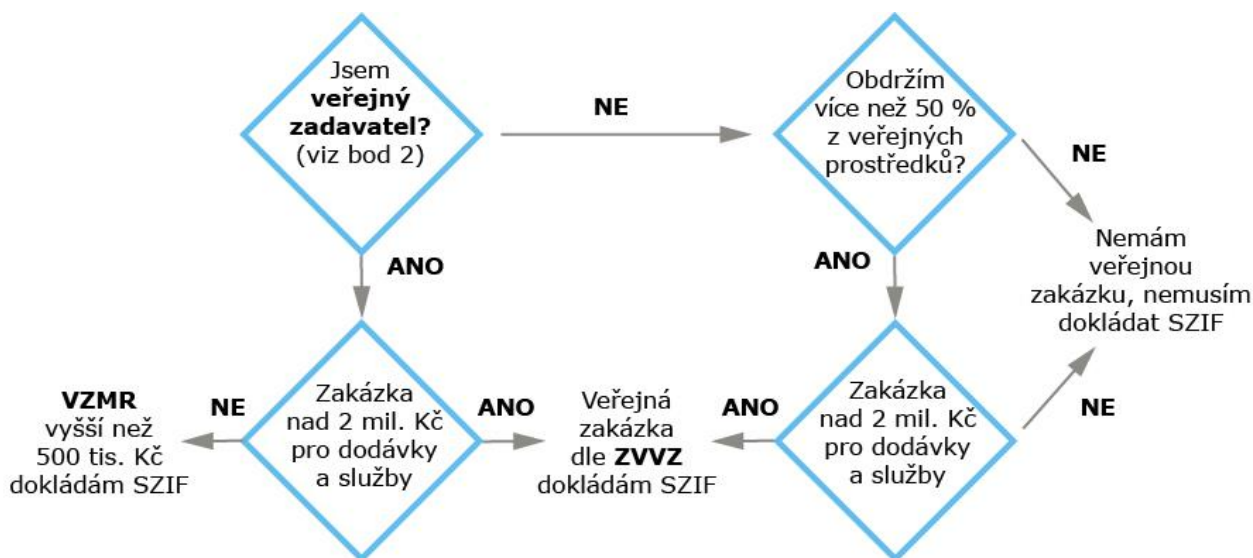 Jsem
veřejný
zadavatel?
(viz bod 2)
NE
Obdržím
více než 50 %
z veřejných
prostředků?
NE
ANO
ANO
Nemám
veřejnou
zakázku, nemusím
dokládat SZIF
VZMR
vyšší než
500 tis. Kč
dokládám SZIF
NE
Zakázka
nad 2 mil. Kč
pro dodávky
a služby
ANO
Veřejná
zakázka
dle ZVVZ
dokládám SZIF
ANO
Zakázka
nad 2 mil. Kč
pro dodávky
a služby
NE